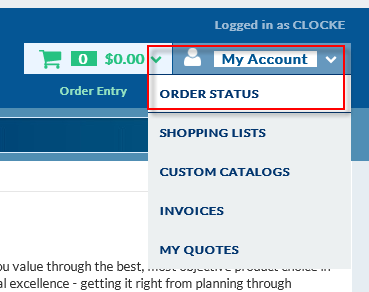 Logged in as CLOCKE
0 $0.00 My Account
Order Entry
ORDER STATUS
SHOPPING LISTS
CUSTOM CATALOGS
INVOICES
MY QUOTES
ou value through the best, most objective product choice in
al excellence - getting it right from planning through